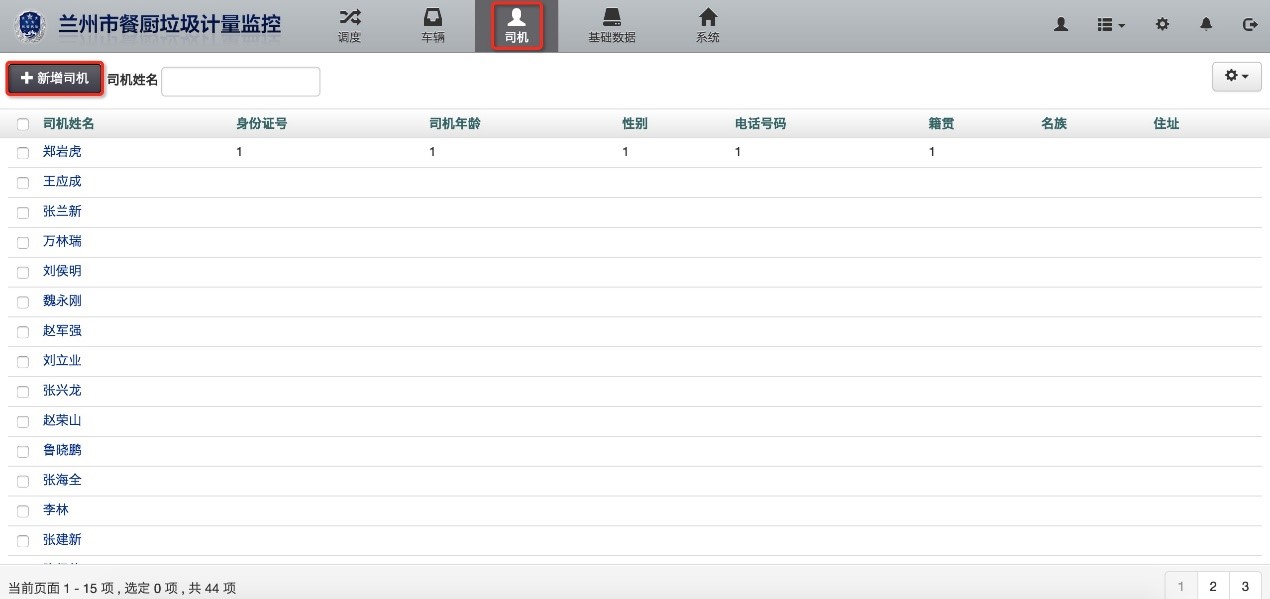 兰州市餐厨垃圾计量监控
调度 车辆 司机 基础数据 系统
新增司机 司机姓名
司机姓名 身份证号 司机年龄 性别 电话号码 籍贯 名族 住址
郑岩虎 1 1 1 1 1
王应成
张兰新
万林瑞
刘侯明
魏永刚
赵军强
刘立业
张兴龙
赵荣山
鲁晓鹏
张海全
李林
张建新
当前页面 1 - 15 项 , 选定 0 项 , 共 44 项 1 2 3